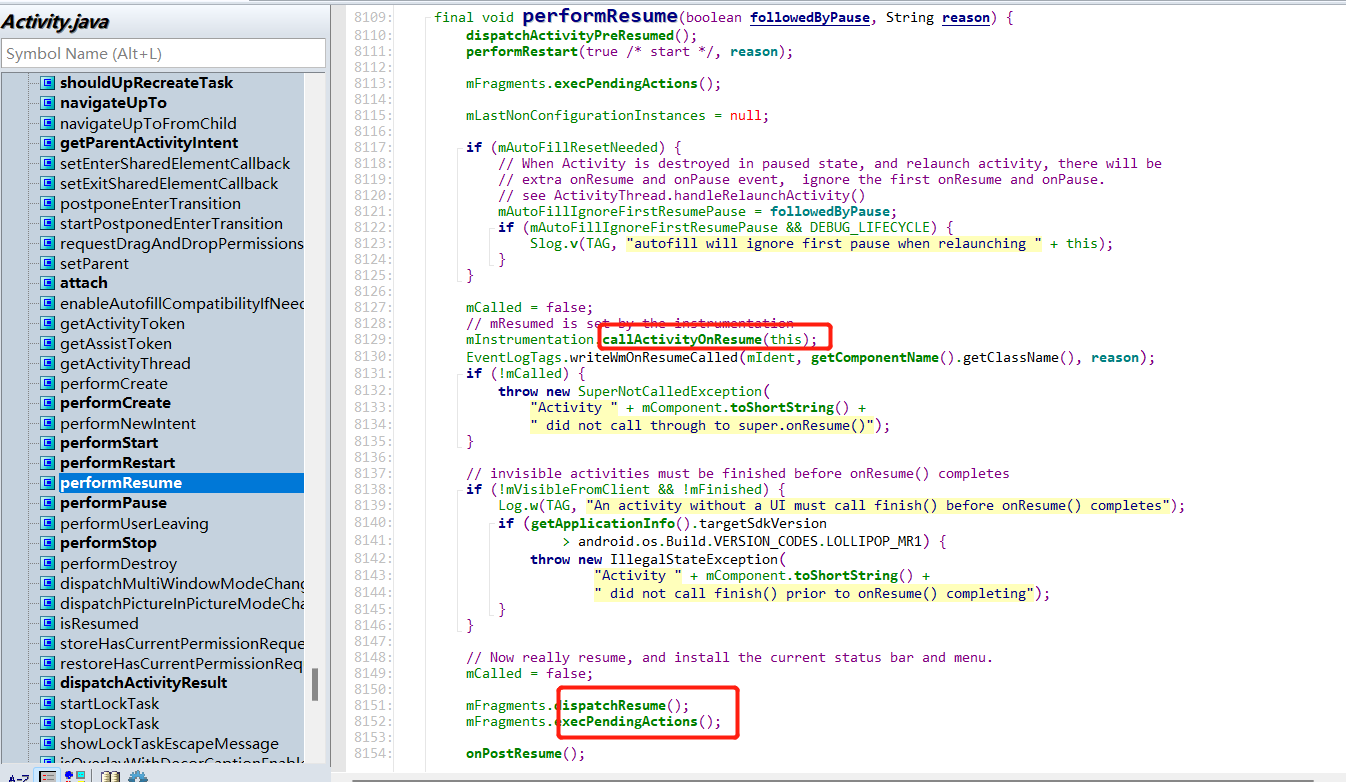 Activity.java
Symbol Name (Alt+L)
shouldUpRecreateTask
navigateUpTo
navigateUpToFromChild
getParentActivityIntent
setEnterSharedElementCallback
setExitSharedElementCallback
postponeEnterTransition
startPostponedEnterTransition
requestDragAndDropPermissions
setParent
attach
enableAutofillCompatibilityIfNeed
getActivityToken
getAssistToken
getActivityThread
performCreate
performCreate
performNewIntent
performStart
performRestart
performResume
performPause
performUserLeaving
performStop
performDestroy
dispatchMultiWindowModeChang
dispatchPictureInPictureModeCha
isResumed
storeHasCurrentPermissionReque
restoreHasCurrentPermissionReq
dispatchActivityResult
startLockTask
stopLockTask
showLockTaskEscapeMessage
isOverlayWithDecorCaptionEnable
A-Z
8109: final void performResume(boolean followedByPause, String reason) {
8110: dispatchActivityPreResumed();
8111: performRestart(true /* start */, reason);
8112:
8113: mFragments.execPendingActions();
8114:
8115: mLastNonConfigurationInstances = null;
8116:
8117: if (mAutoFillResetNeeded) {
8118: // When Activity is destroyed in paused state, and relaunch activity, there will be
8119: // extra onResume and onPause event,  ignore the first onResume and onPause.
8120: // see ActivityThread.handleRelaunchActivity()
8121: mAutoFillIgnoreFirstResumePause = followedByPause;
8122: if (mAutoFillIgnoreFirstResumePause && DEBUG_LIFECYCLE) {
8123: Slog.v(TAG, "autofill will ignore first pause when relaunching " + this);
8124: }
8125: }
8126:
8127: mCalled = false;
8128: // mResumed is set by the instrumentation
8129: mInstrumentation.callActivityOnResume(this);
8130: EventLogTags.writeWmOnResumeCalled(mIdent, getComponentName().getClassName(), reason);
8131: if (!mCalled) {
8132: throw new SuperNotCalledException(
8133: "Activity " + mComponent.toShortString() +
8134: " did not call through to super.onResume()");
8135: }
8136:
8137: // invisible activities must be finished before onResume() completes
8138: if (!mVisibleFromClient && !mFinished) {
8139: Log.w(TAG, "An activity without a UI must call finish() before onResume() completes");
8140: if (getApplicationInfo().targetSdkVersion
8141: > android.os.Build.VERSION_CODES.LOLLIPOP_MR1) {
8142: throw new IllegalStateException(
8143: "Activity " + mComponent.toShortString() +
8144: " did not call finish() prior to onResume() completing");
8145: }
8146: }
8147:
8148: // Now really resume, and install the current status bar and menu.
8149: mCalled = false;
8150:
8151: mFragments.dispatchResume();
8152: mFragments.execPendingActions();
8153:
8154: onPostResume();